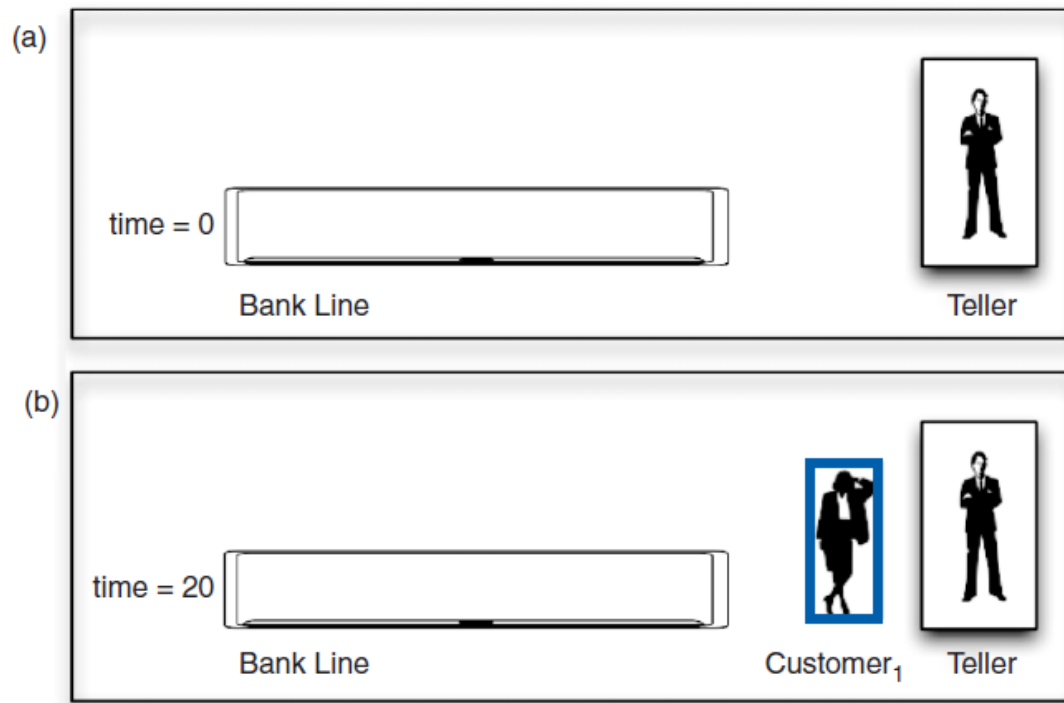 (a)
time = 0
Bank Line
Teller
(b)
time = 20
Bank Line
Customer₁
Teller